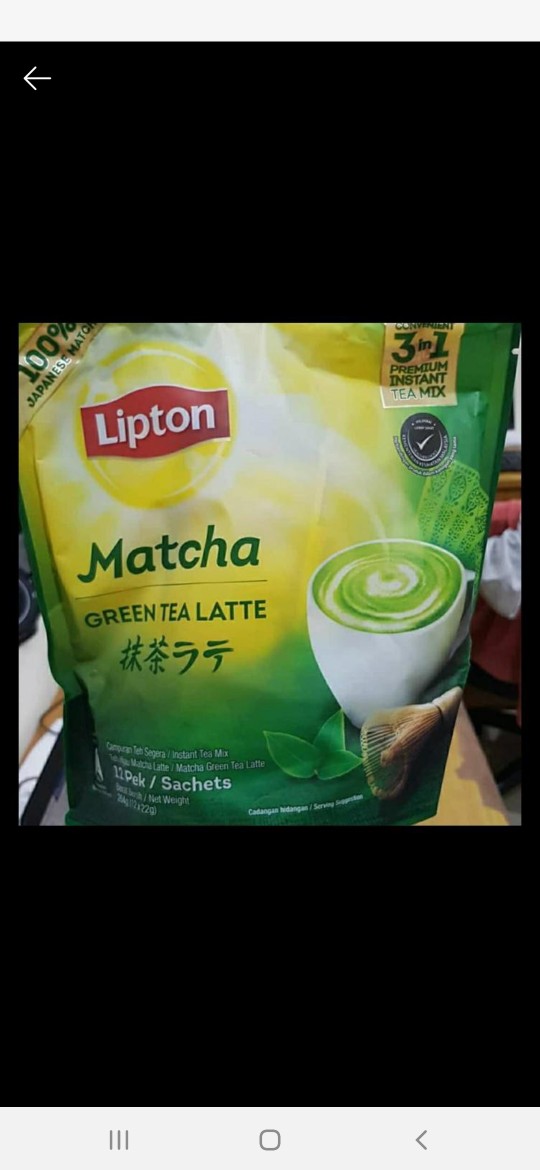 100%
JAPANESE MATCHA
CONVENIENT
3in1
PREMIUM
INSTANT
TEA MIX
Lipton
Matcha
GREEN TEA LATTE
抹茶ラテ
Campuran Teh Segera / Instant Tea Mix
Matcha Latte / Matcha Green Tea Latte
12 Pek / Sachets
/ Net Weight
264g (12x22g)
Cadangan hidangan / Serving Suggestion